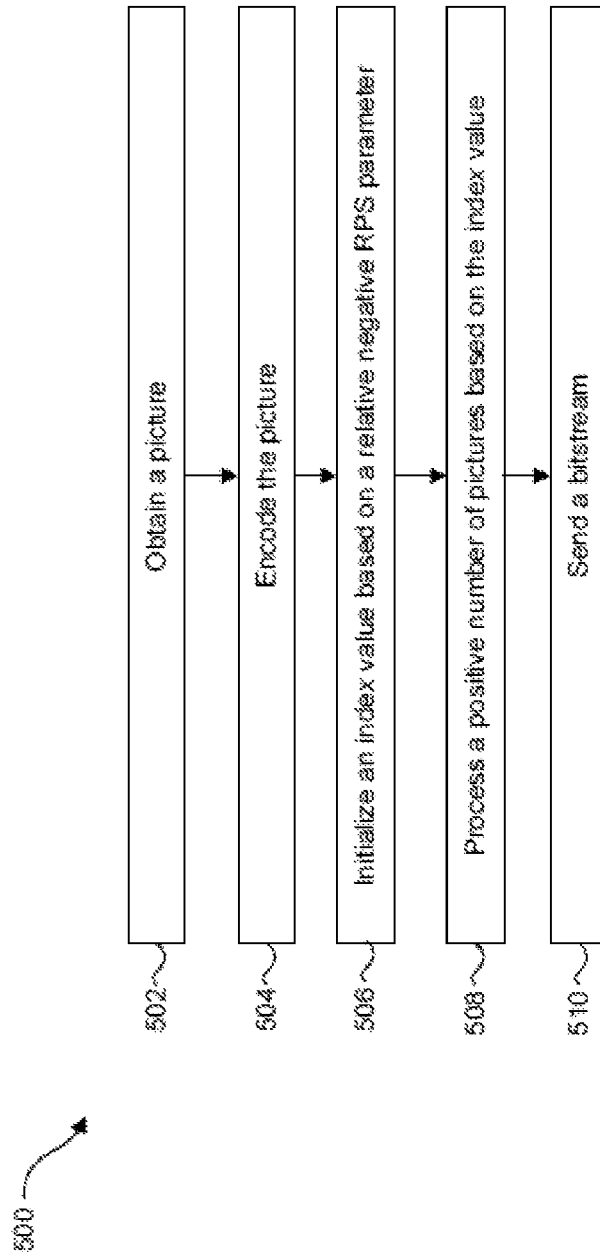 500
502
Obtain a picture
504
Encode the picture
506
Initialize an index value based on a relative negative RPS parameter
508
Process a positive number of pictures based on the index value
510
Send a bitstream